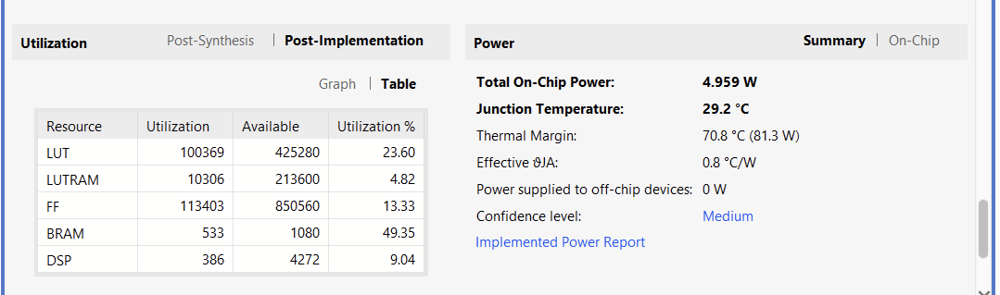 Utilization Post-Synthesis | Post-Implementation
Graph | Table
Resource Utilization Available Utilization %
LUT 100369 425280 23.60
LUTRAM 10306 213600 4.82
FF 113403 850560 13.33
BRAM 533 1080 49.35
DSP 386 4272 9.04
Power Summary | On-Chip
Total On-Chip Power: 4.959 W
Junction Temperature: 29.2 °C
Thermal Margin: 70.8 °C (81.3 W)
Effective ϑJA: 0.8 °C/W
Power supplied to off-chip devices: 0 W
Confidence level: Medium
Implemented Power Report